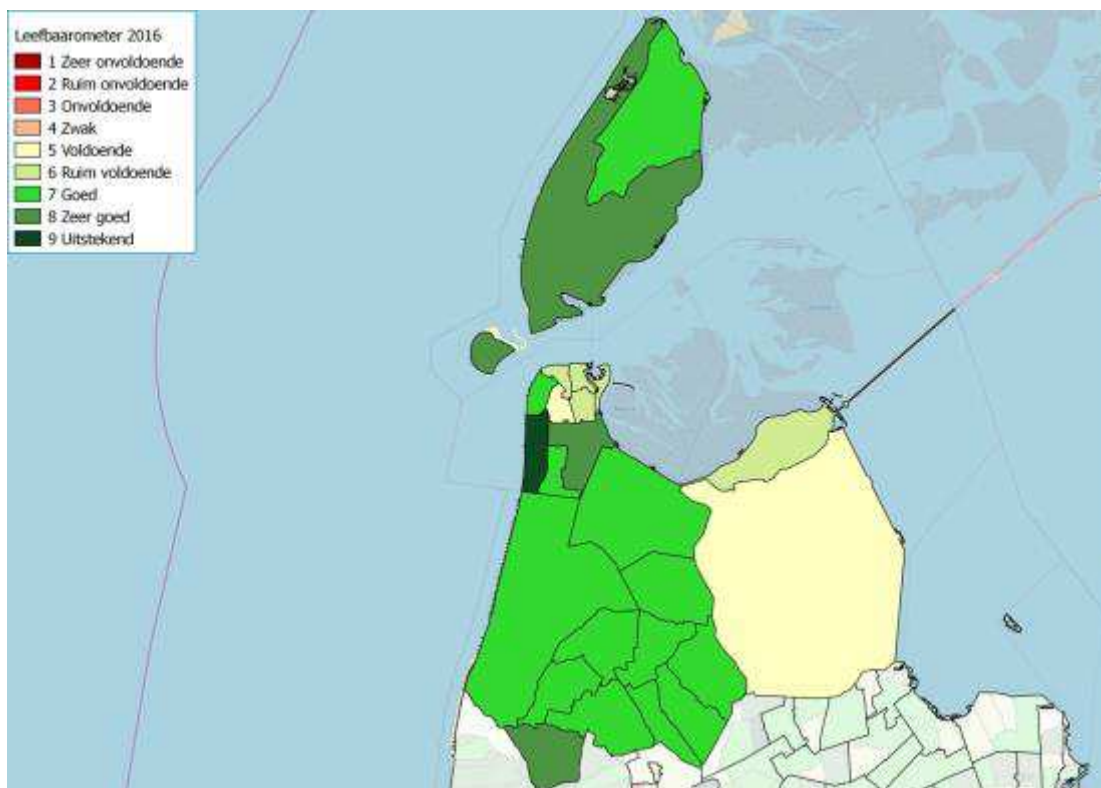 Leefbaarometer 2016
1 Zeer onvoldoende
2 Ruim onvoldoende
3 Onvoldoende
4 Zwak
5 Voldoende
6 Ruim voldoende
7 Goed
8 Zeer goed
9 Uitstekend